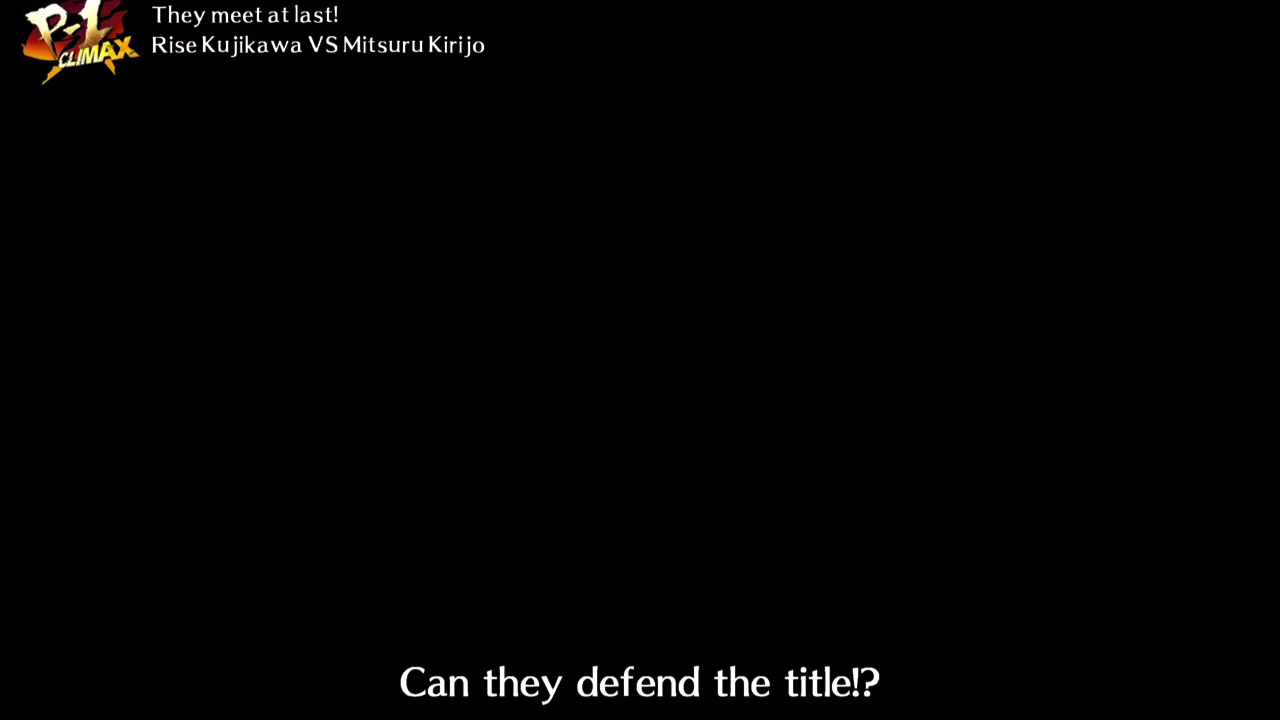 P-1
CLIMAX
They meet at last!
Rise Kujikawa VS Mitsuru Kirijo
Can they defend the title!?